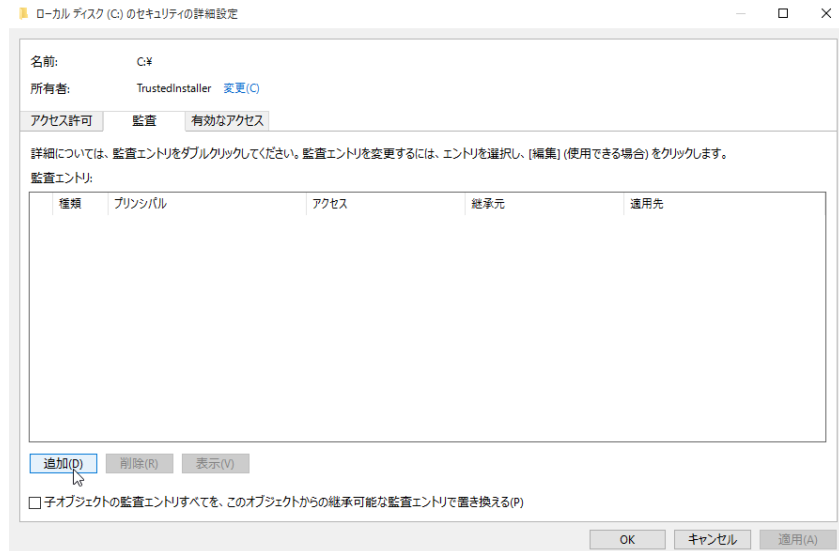 ローカル ディスク (C:) のセキュリティの詳細設定
名前: C:¥
所有者: TrustedInstaller 変更(C)
アクセス許可 監査 有効なアクセス
詳細については、監査エントリをダブルクリックしてください。監査エントリを変更するには、エントリを選択し、[編集] (使用できる場合) をクリックします。
監査エントリ:
種類 プリンシパル アクセス 継承元 適用先
追加(D) 削除(R) 表示(V)
子オブジェクトの監査エントリすべてを、このオブジェクトからの継承可能な監査エントリで置き換える(P)
OK キャンセル 適用(A)